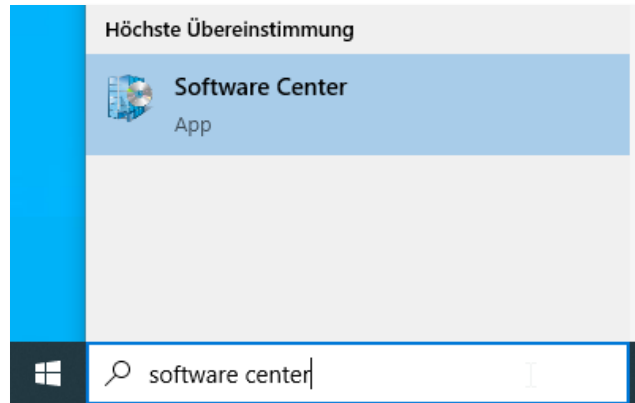 Höchste Übereinstimmung
Software Center
App
software center